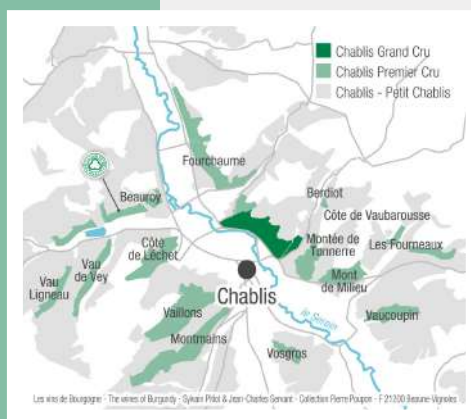 Chablis Grand Cru
Chablis Premier Cru
Chablis - Petit Chablis
Fourchaume
Beauroy
Berdiot
Côte de Vaubarousse
Côte
de Léchet
Montée de
Tonnerre
Les Fourneaux
Vau
Ligneau
Vau
de Vey
Mont
de Milieu
Chablis
le Serein
Vaillons
Vaucoupin
Montmains
Vosgros
Les vins de Bourgogne - The wines of Burgundy - Sylvain Pitiot & Jean-Charles Servant - Collection Pierre Poupon - F 21200 Beaune-Vignoles